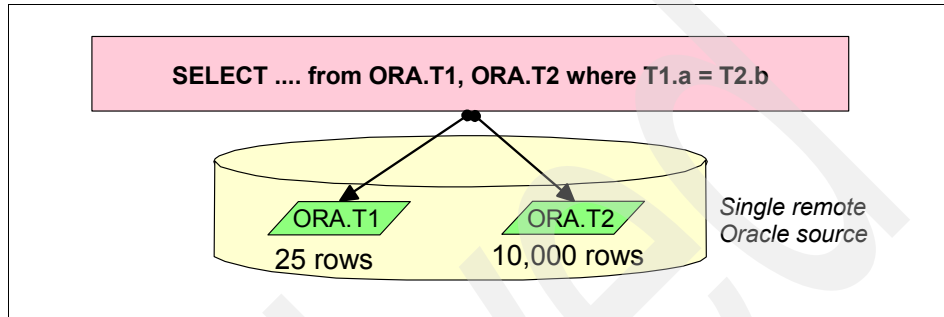 SELECT .... from ORA.T1, ORA.T2 where T1.a = T2.b
ORA.T1
ORA.T2
25 rows
10,000 rows
Single remote
Oracle source